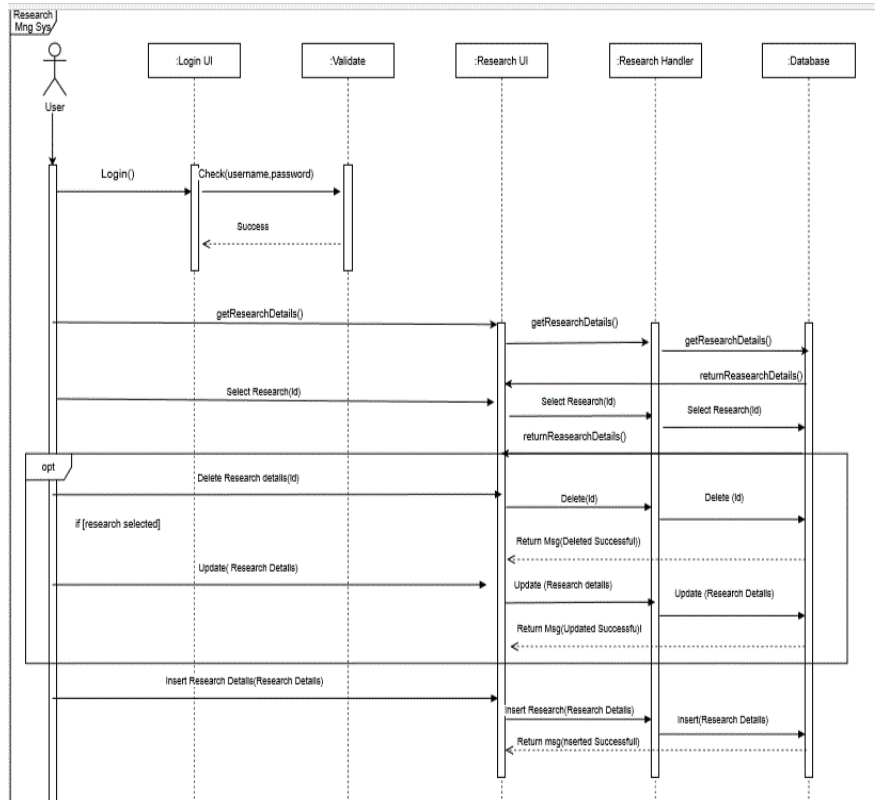 Research
Mng Sys
:Login UI
:Validate
:Research UI
:Research Handler
:Database
User
Login()
Check(username,password)
Success
getResearchDetails()
getResearchDetails()
getResearchDetails()
returnReasearchDetails()
Select Research(Id)
Select Research(Id)
Select Research(Id)
returnReasearchDetails()
opt
Delete Research details(Id)
Delete(Id)
Delete (Id)
if [research selected]
Return Msg(Deleted Successful))
Update( Research Details)
Update (Research details)
Update (Research Details)
Return Msg(Updated Successfu)l
Insert Research Details(Research Details)
Insert Research(Research Details)
Insert(Research Details)
Return msg(nserted Successfull)